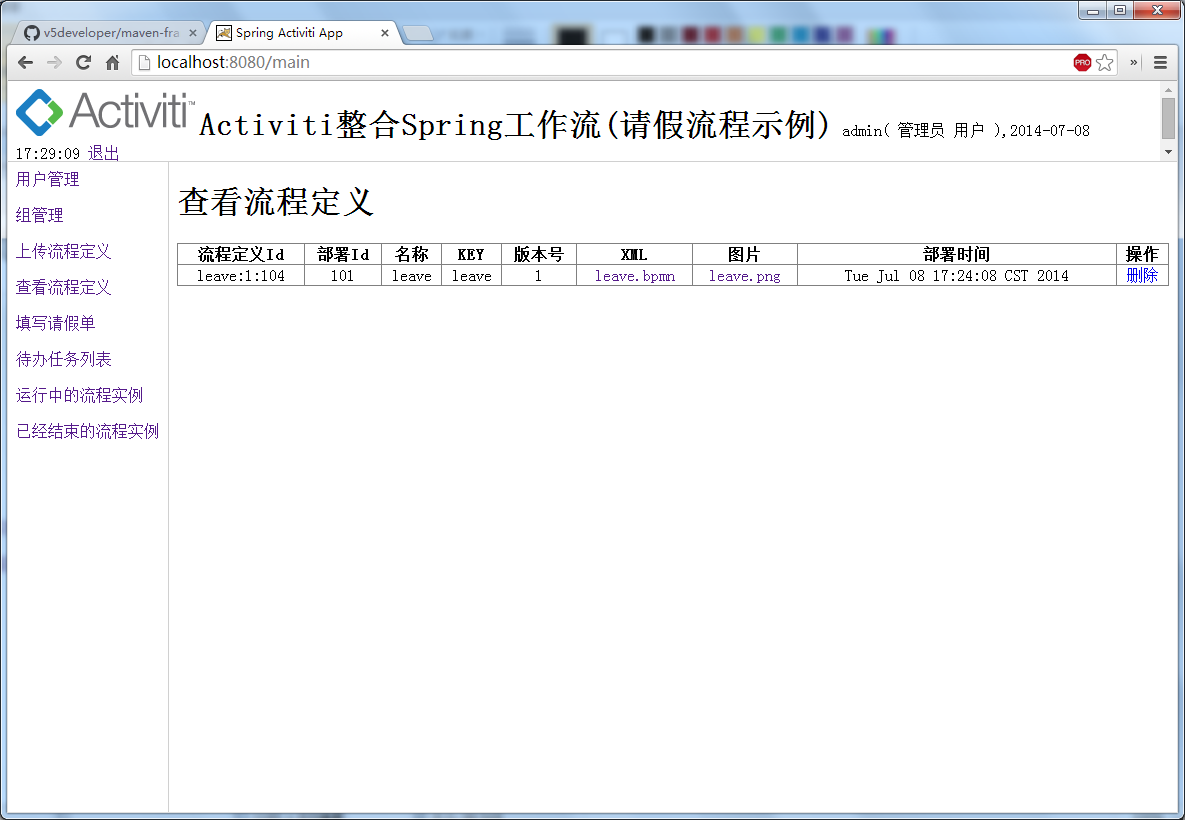 v5developer/maven-fra
Spring Activiti App
localhost:8080/main
PRO
Activiti™ Activiti整合Spring工作流(请假流程示例) admin( 管理员 用户 ),2014-07-08
17:29:09 退出
用户管理
组管理
上传流程定义
查看流程定义
填写请假单
待办任务列表
运行中的流程实例
已经结束的流程实例
查看流程定义
流程定义Id 部署Id 名称 KEY 版本号 XML 图片 部署时间 操作
leave:1:104 101 leave leave 1 leave.bpmn leave.png Tue Jul 08 17:24:08 CST 2014 删除